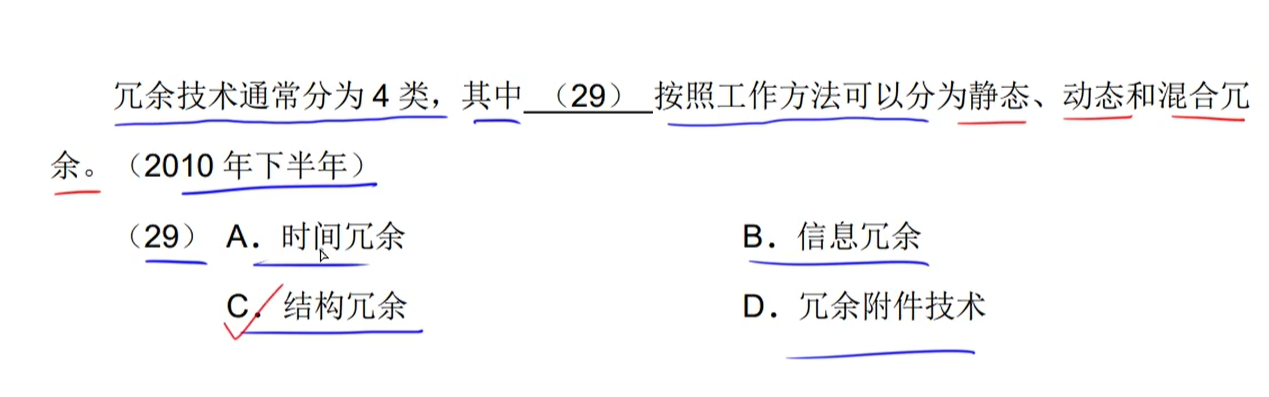 冗余技术通常分为 4 类，其中 （29） 按照工作方法可以分为静态、动态和混合冗
余。（2010 年下半年）
（29） A．时间冗余 B．信息冗余
C．结构冗余 D．冗余附件技术